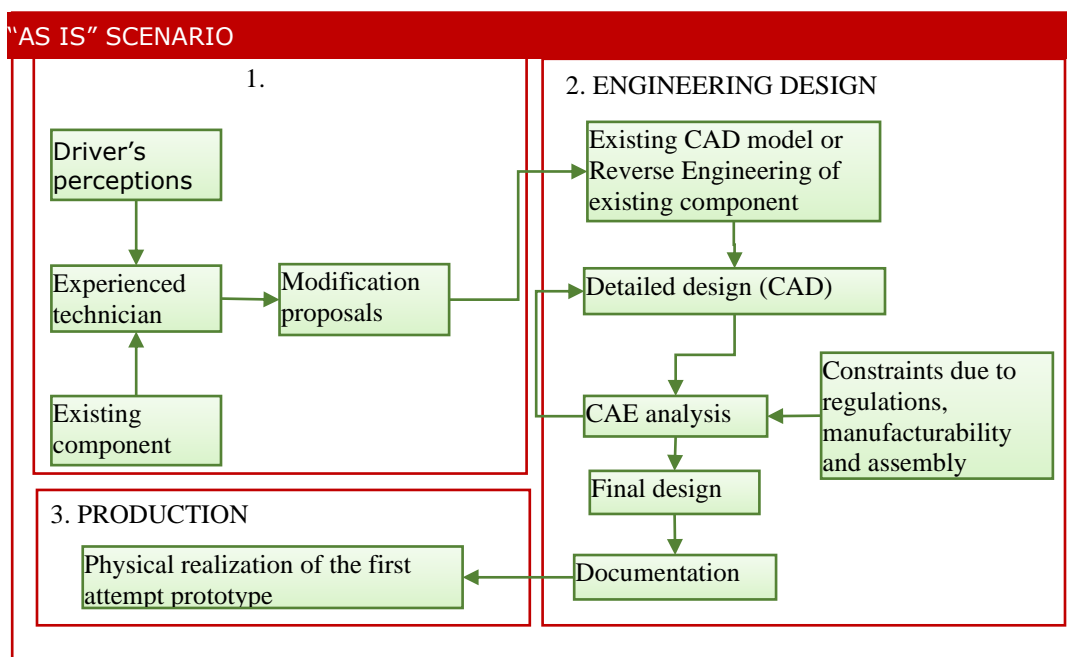 “AS IS” SCENARIO
1.
Driver’s
perceptions
Experienced
technician
Modification
proposals
Existing
component
2. ENGINEERING DESIGN
Existing CAD model or
Reverse Engineering of
existing component
Detailed design (CAD)
CAE analysis
Constraints due to
regulations,
manufacturability
and assembly
Final design
Documentation
3. PRODUCTION
Physical realization of the first
attempt prototype